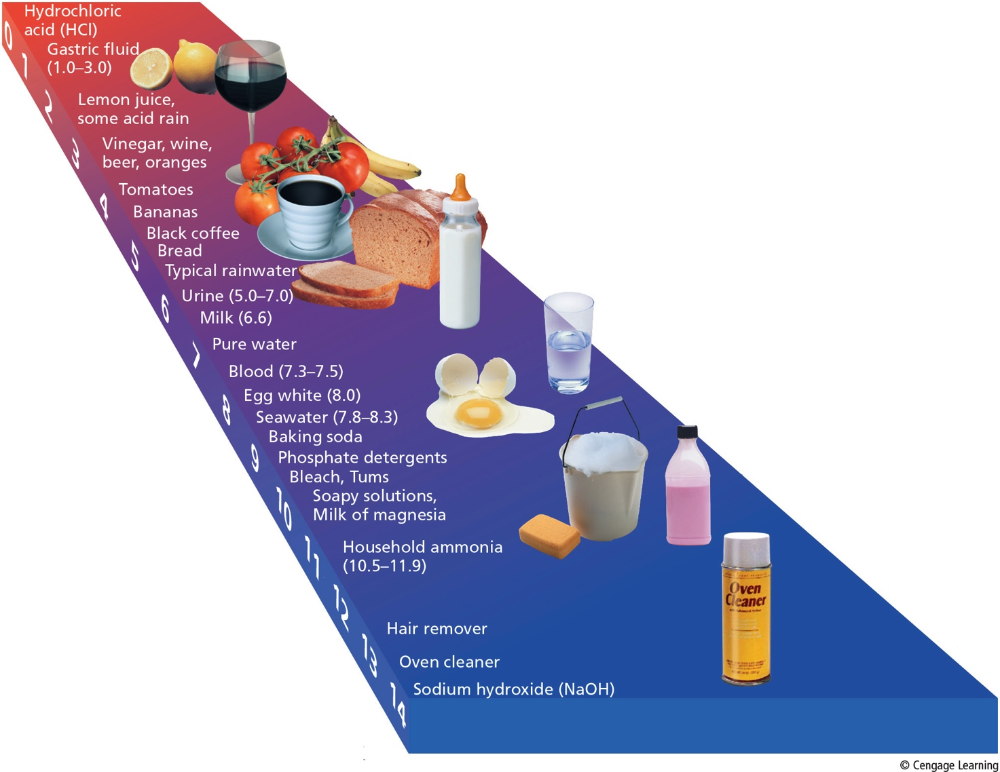 Hydrochloric
acid (HCl)
0
Gastric fluid
(1.0–3.0)
1
Lemon juice,
some acid rain
2
Vinegar, wine,
beer, oranges
3
Tomatoes
4
Bananas
Black coffee
Bread
5
Typical rainwater
Urine (5.0–7.0)
6
Milk (6.6)
Pure water
7
Blood (7.3–7.5)
Egg white (8.0)
8
Seawater (7.8–8.3)
Baking soda
9
Phosphate detergents
Bleach, Tums
10
Soapy solutions,
Milk of magnesia
11
Household ammonia
(10.5–11.9)
12
Hair remover
13
Oven cleaner
14
Sodium hydroxide (NaOH)
Oven
Cleaner
© Cengage Learning